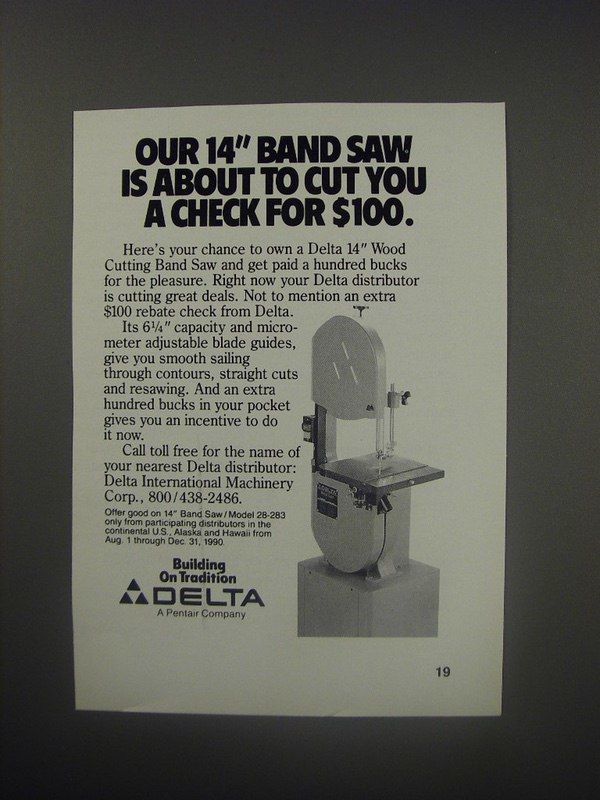 OUR 14" BAND SAW
IS ABOUT TO CUT YOU
A CHECK FOR $100.
Here's your chance to own a Delta 14" Wood
Cutting Band Saw and get paid a hundred bucks
for the pleasure. Right now your Delta distributor
is cutting great deals. Not to mention an extra
$100 rebate check from Delta.
Its 6¼" capacity and micro-
meter adjustable blade guides,
give you smooth sailing
through contours, straight cuts
and resawing. And an extra
hundred bucks in your pocket
gives you an incentive to do
it now.
Call toll free for the name of
your nearest Delta distributor:
Delta International Machinery
Corp., 800/438-2486.
Offer good on 14" Band Saw/Model 28-283
only from participating distributors in the
continental U.S., Alaska and Hawaii from
Aug. 1 through Dec. 31, 1990.
Building
On Tradition
DELTA
A Pentair Company
19